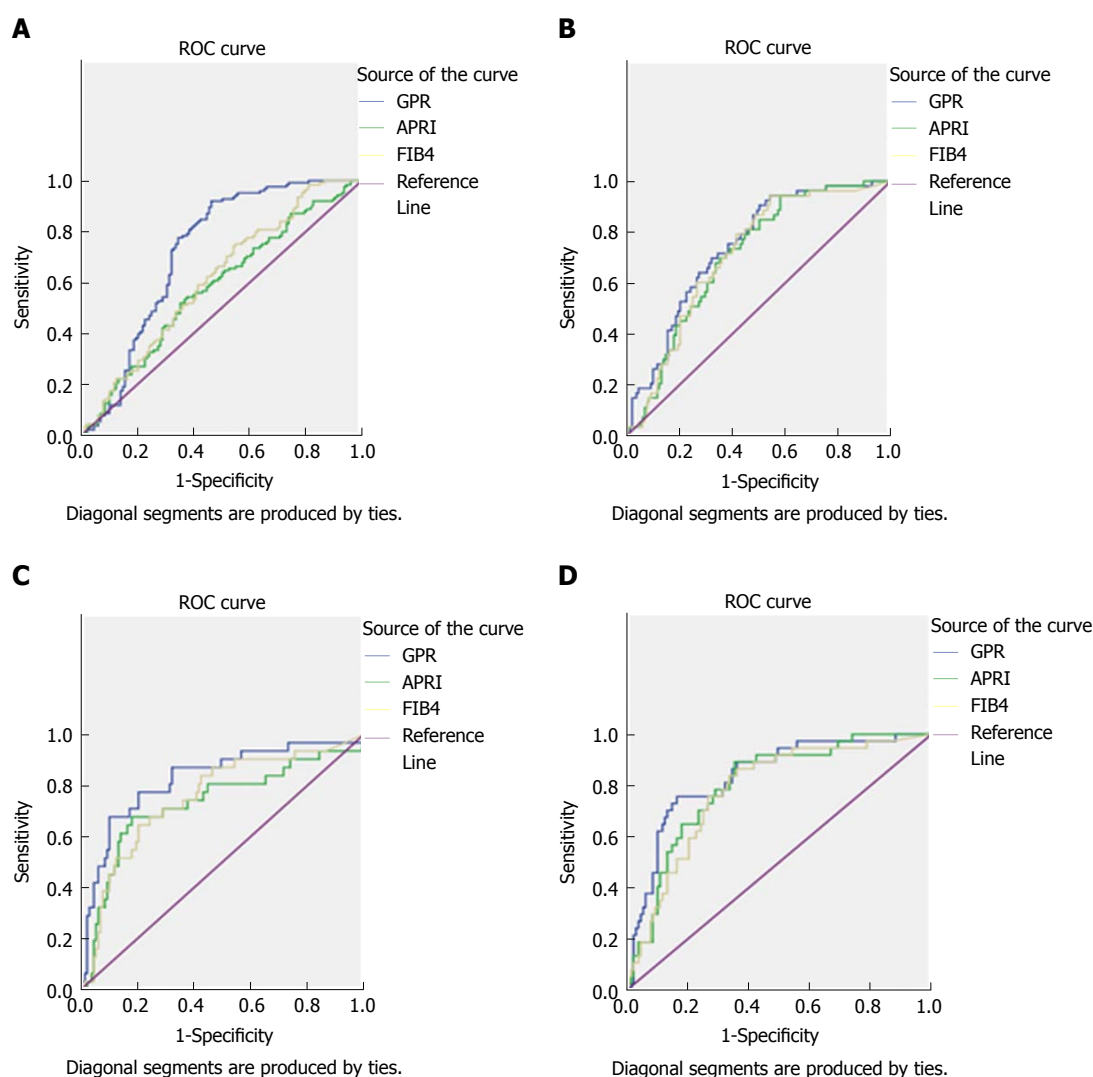 A
ROC curve
Source of the curve
GPR
APRI
FIB4
Reference
Line
1.0
0.8
0.6
0.4
0.2
0.0
Sensitivity
0.0 0.2 0.4 0.6 0.8 1.0
1-Specificity
Diagonal segments are produced by ties.
B
ROC curve
Source of the curve
GPR
APRI
FIB4
Reference
Line
1.0
0.8
0.6
0.4
0.2
0.0
Sensitivity
0.0 0.2 0.4 0.6 0.8 1.0
1-Specificity
Diagonal segments are produced by ties.
C
ROC curve
Source of the curve
GPR
APRI
FIB4
Reference
Line
1.0
0.8
0.6
0.4
0.2
0.0
Sensitivity
0.0 0.2 0.4 0.6 0.8 1.0
1-Specificity
Diagonal segments are produced by ties.
D
ROC curve
Source of the curve
GPR
APRI
FIB4
Reference
Line
1.0
0.8
0.6
0.4
0.2
0.0
Sensitivity
0.0 0.2 0.4 0.6 0.8 1.0
1-Specificity
Diagonal segments are produced by ties.